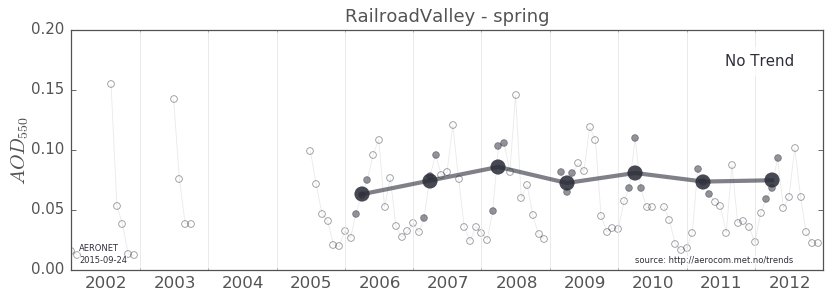 RailroadValley - spring
0.20
0.15
0.10
0.05
0.00
AOD550
No Trend
AERONET
2015-09-24
source: http://aerocom.met.no/trends
2002 2003 2004 2005 2006 2007 2008 2009 2010 2011 2012